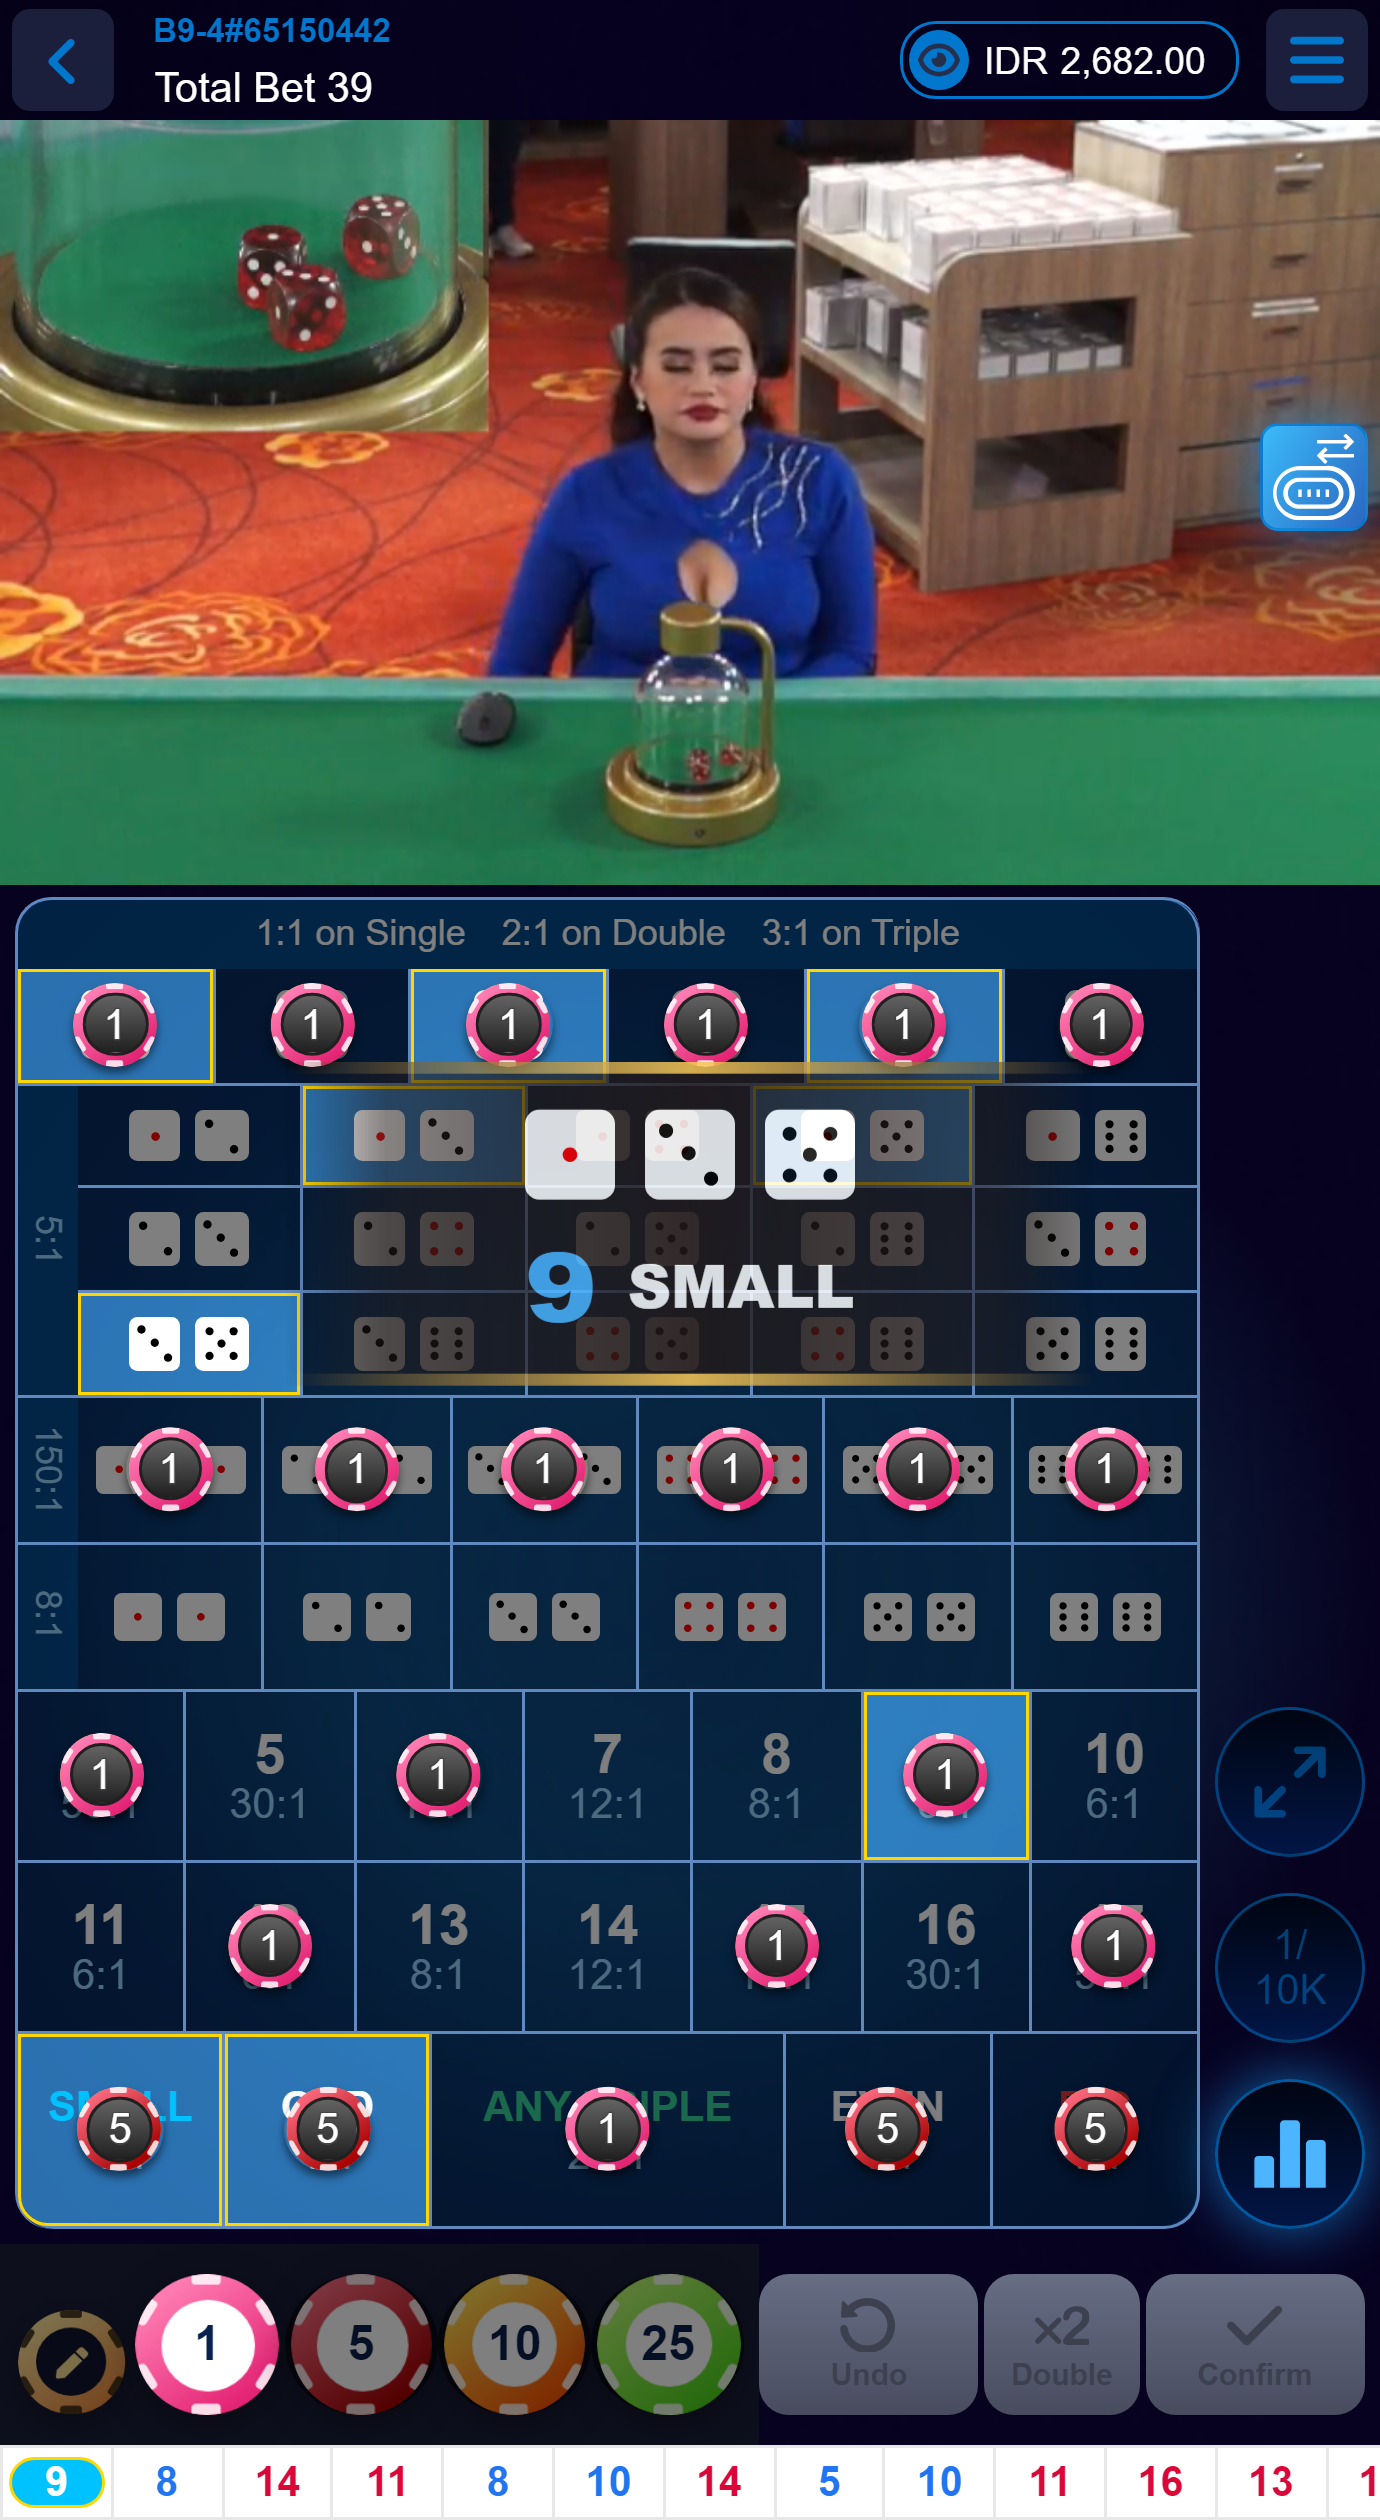 B9-4#65150442
Total Bet 39
IDR 2,682.00
1:1 on Single 2:1 on Double 3:1 on Triple
1 1 1 1 1 1
5:1
9 SMALL
150:1
1 1 1 1 1 1
8:1
1 5 1 7 8 1 10
30:1 12:1 8:1 6:1
11 1 13 14 1 16 1
6:1 8:1 12:1 30:1
1/
10K
5 5 1 5 5
1 5 10 25
Undo
x2
Double
Confirm
9 8 14 11 8 10 14 5 10 11 16 13